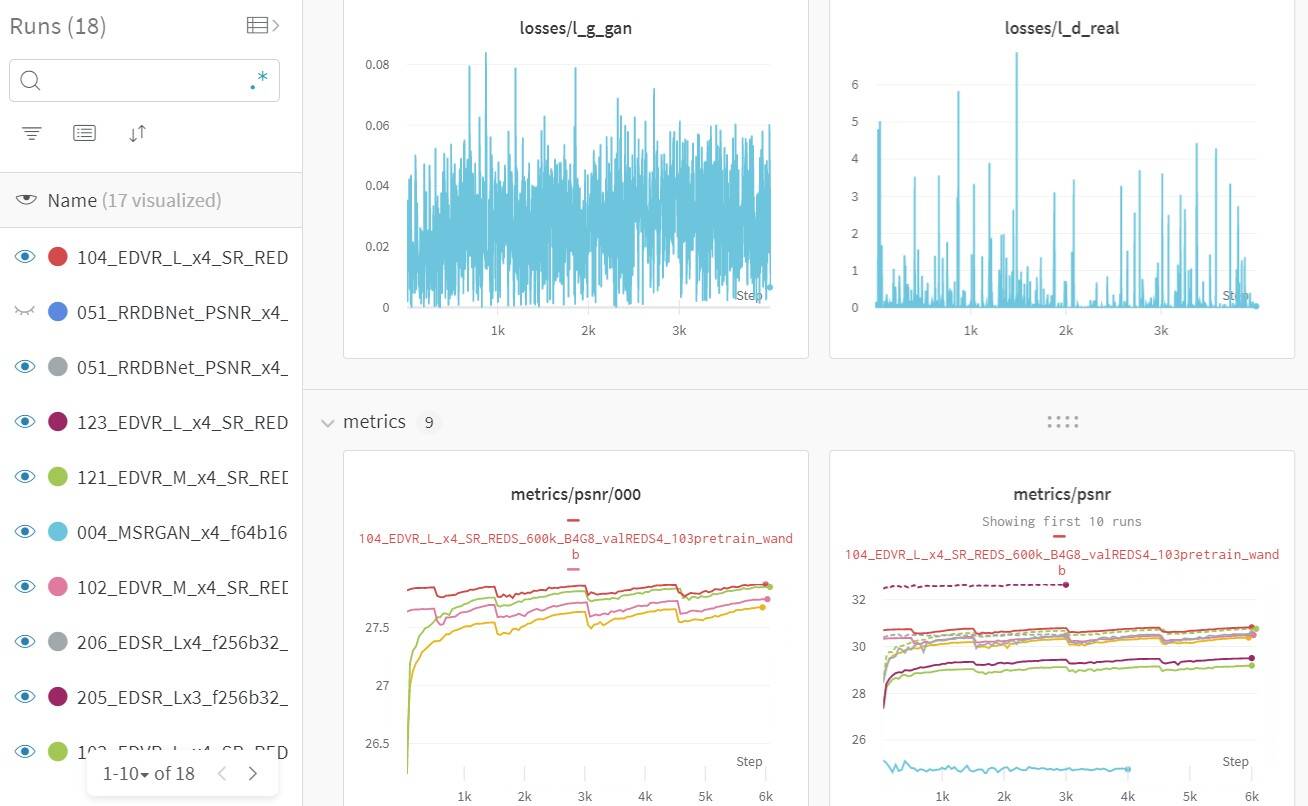 Runs (18)
.*
Name (17 visualized)
104_EDVR_L_x4_SR_RED
051_RRDBNet_PSNR_x4_
051_RRDBNet_PSNR_x4_
123_EDVR_L_x4_SR_RED
121_EDVR_M_x4_SR_RED
004_MSRGAN_x4_f64b16
102_EDVR_M_x4_SR_RED
206_EDSR_Lx4_f256b32_
205_EDSR_Lx3_f256b32_
1-10 of 18
losses/l_g_gan
0.08
0.06
0.04
0.02
0
Step
1k 2k 3k
losses/l_d_real
6
5
4
3
2
1
0
Step
1k 2k 3k
metrics 9
metrics/psnr/000
104_EDVR_L_x4_SR_REDS_600k_B4G8_valREDS4_103pretrain_wand
b
27.5
27
26.5
Step
1k 2k 3k 4k 5k 6k
metrics/psnr
Showing first 10 runs
104_EDVR_L_x4_SR_REDS_600k_B4G8_valREDS4_103pretrain_wand
b
32
30
28
26
Step
1k 2k 3k 4k 5k 6k